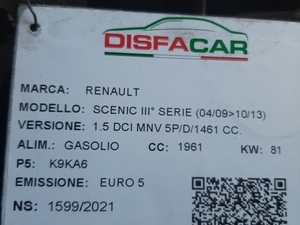 DISFACAR
MARCA: RENAULT
MODELLO: SCENIC III° SERIE (04/09>10/13)
VERSIONE: 1.5 DCI MNV 5P/D/1461 CC.
ALIM.: GASOLIO CC: 1961 KW: 81
P5: K9KA6
EMISSIONE: EURO 5
NS: 1599/2021